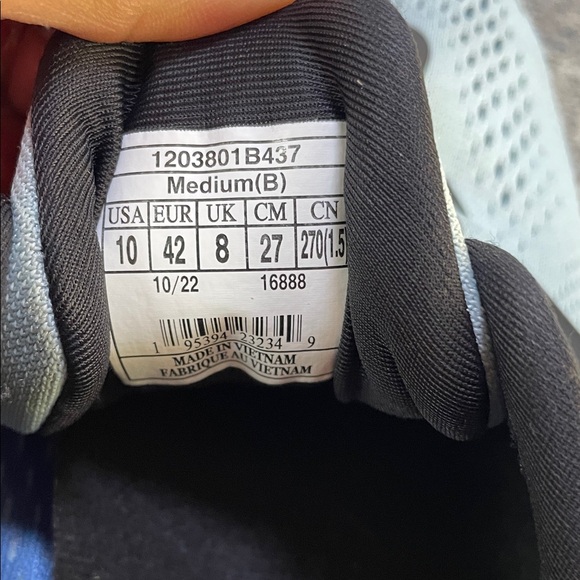 1203801B437
Medium(B)
USA EUR UK CM CN
10 42 8 27 270(1.5)
10/22 16888
1 95394 23234 9
MADE IN VIETNAM
FABRIQUE AU VIETNAM